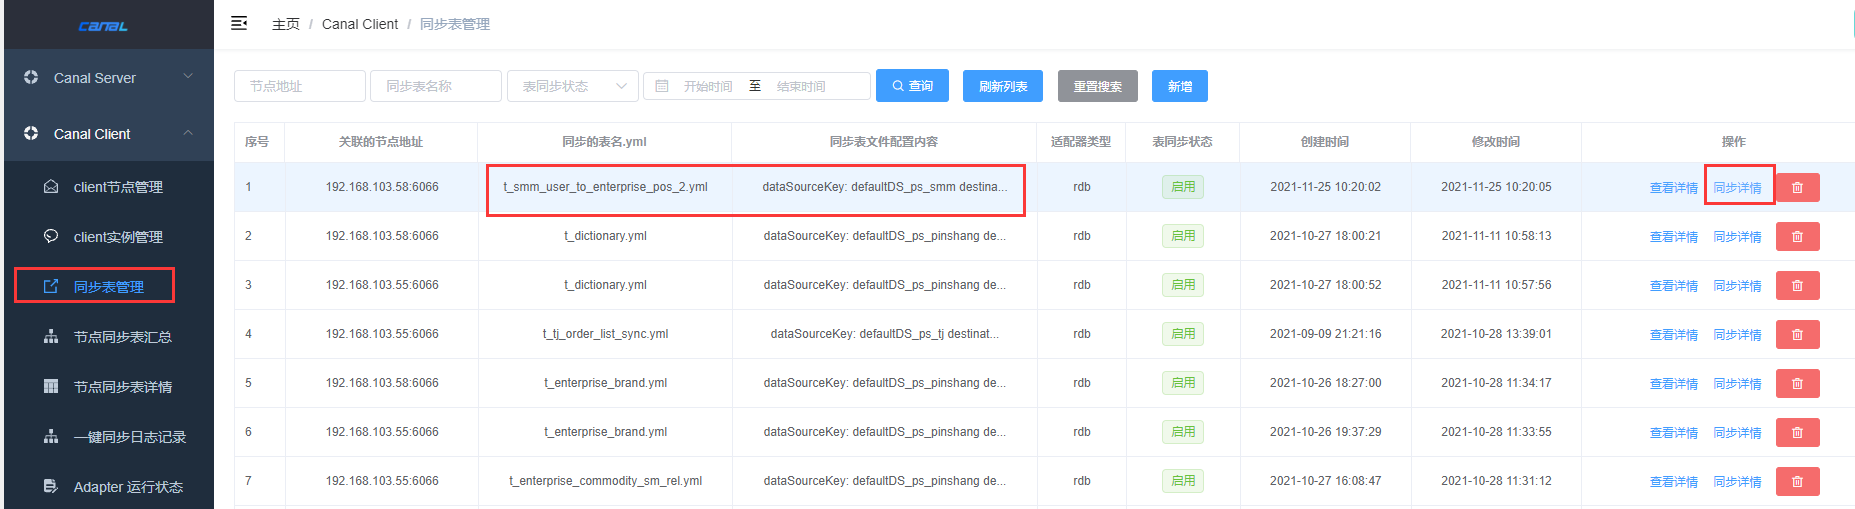 CANAL
主页 / Canal Client / 同步表管理
Canal Server
Canal Client
client节点管理
client实例管理
同步表管理
节点同步表汇总
节点同步表详情
一键同步日志记录
Adapter 运行状态
节点地址 同步表名称 表同步状态 开始时间 至 结束时间 查询 刷新列表 重置搜索 新增
序号 关联的节点地址 同步的表名.yml 同步表文件配置内容 适配器类型 表同步状态 创建时间 修改时间 操作
1 192.168.103.58:6066 t_smm_user_to_enterprise_pos_2.yml dataSourceKey: defaultDS_ps_smm destina... rdb 启用 2021-11-25 10:20:02 2021-11-25 10:20:05 查看详情 同步详情
2 192.168.103.58:6066 t_dictionary.yml dataSourceKey: defaultDS_ps_pinshang de... rdb 启用 2021-10-27 18:00:21 2021-11-11 10:58:13 查看详情 同步详情
3 192.168.103.55:6066 t_dictionary.yml dataSourceKey: defaultDS_ps_pinshang de... rdb 启用 2021-10-27 18:00:52 2021-11-11 10:57:56 查看详情 同步详情
4 192.168.103.55:6066 t_tj_order_list_sync.yml dataSourceKey: defaultDS_ps_tj destinat... rdb 启用 2021-09-09 21:21:16 2021-10-28 13:39:01 查看详情 同步详情
5 192.168.103.58:6066 t_enterprise_brand.yml dataSourceKey: defaultDS_ps_pinshang de... rdb 启用 2021-10-26 18:27:00 2021-10-28 11:34:17 查看详情 同步详情
6 192.168.103.55:6066 t_enterprise_brand.yml dataSourceKey: defaultDS_ps_pinshang de... rdb 启用 2021-10-26 19:37:29 2021-10-28 11:33:55 查看详情 同步详情
7 192.168.103.55:6066 t_enterprise_commodity_sm_rel.yml dataSourceKey: defaultDS_ps_pinshang de... rdb 启用 2021-10-27 16:08:47 2021-10-28 11:31:12 查看详情 同步详情